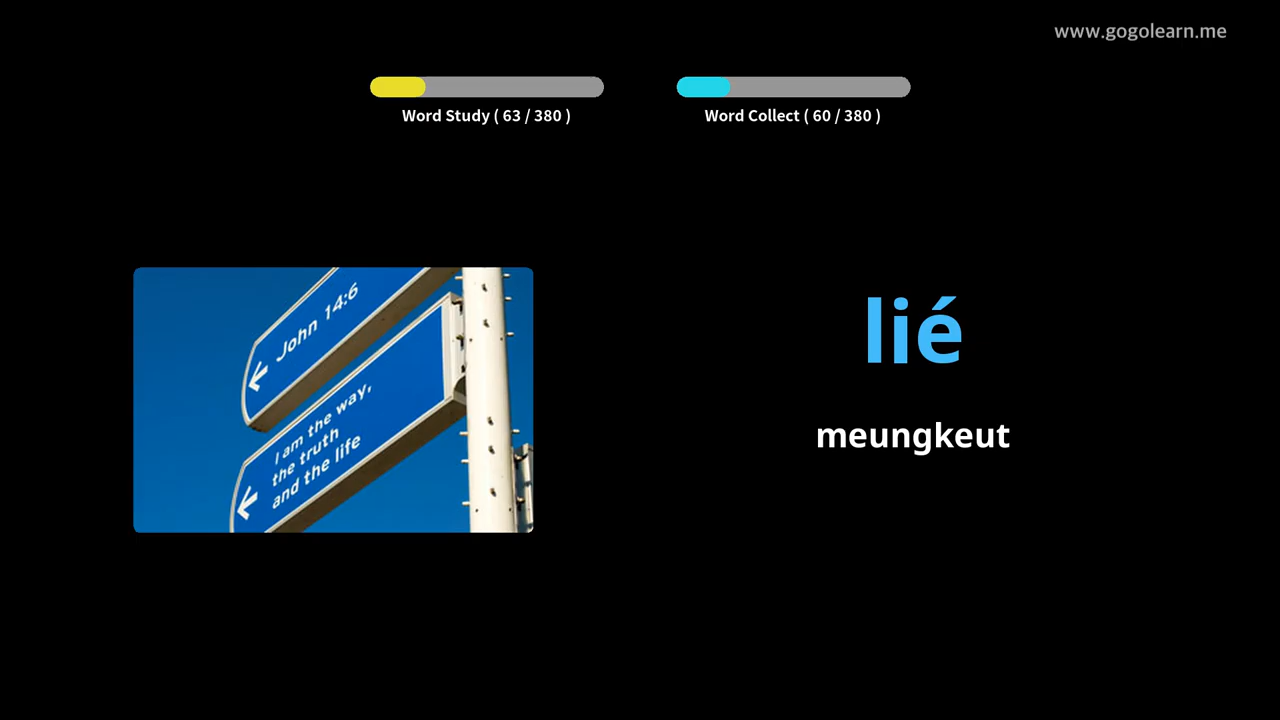 www.gogolearn.me
Word Study ( 63 / 380 )
Word Collect ( 60 / 380 )
John 14:6
I am the way,
the truth
and the life
lié
meungkeut